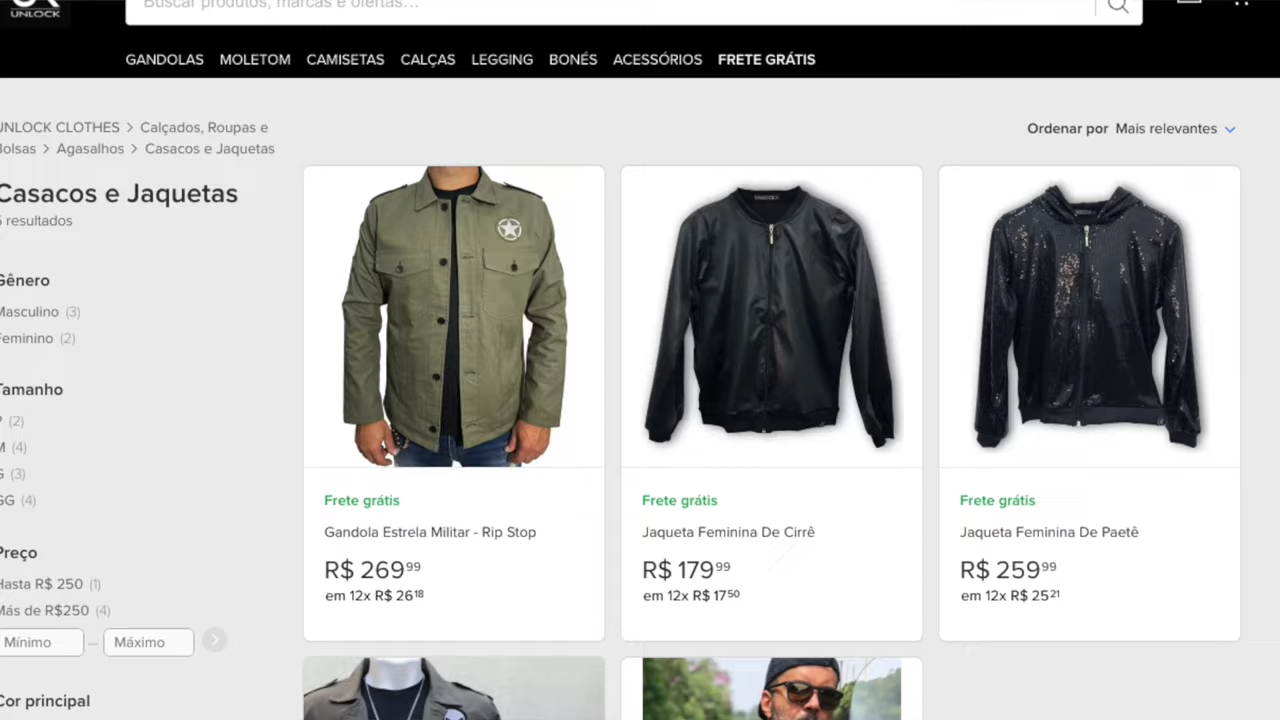 UNLOCK
Buscar produtos, marcas e ofertas...
GANDOLAS MOLETOM CAMISETAS CALÇAS LEGGING BONÉS ACESSÓRIOS FRETE GRÁTIS
UNLOCK CLOTHES > Calçados, Roupas e
Bolsas > Agasalhos > Casacos e Jaquetas
Ordenar por Mais relevantes
Casacos e Jaquetas
5 resultados
Gênero
Masculino (3)
Feminino (2)
Tamanho
P (2)
M (4)
G (3)
GG (4)
Preço
Hasta R$ 250 (1)
Más de R$250 (4)
Mínimo – Máximo
Cor principal
Frete grátis
Gandola Estrela Militar - Rip Stop
R$ 269 99
em 12x R$ 26 18
Frete grátis
Jaqueta Feminina De Cirrê
R$ 179 99
em 12x R$ 17 50
Frete grátis
Jaqueta Feminina De Paetê
R$ 259 99
em 12x R$ 25 21